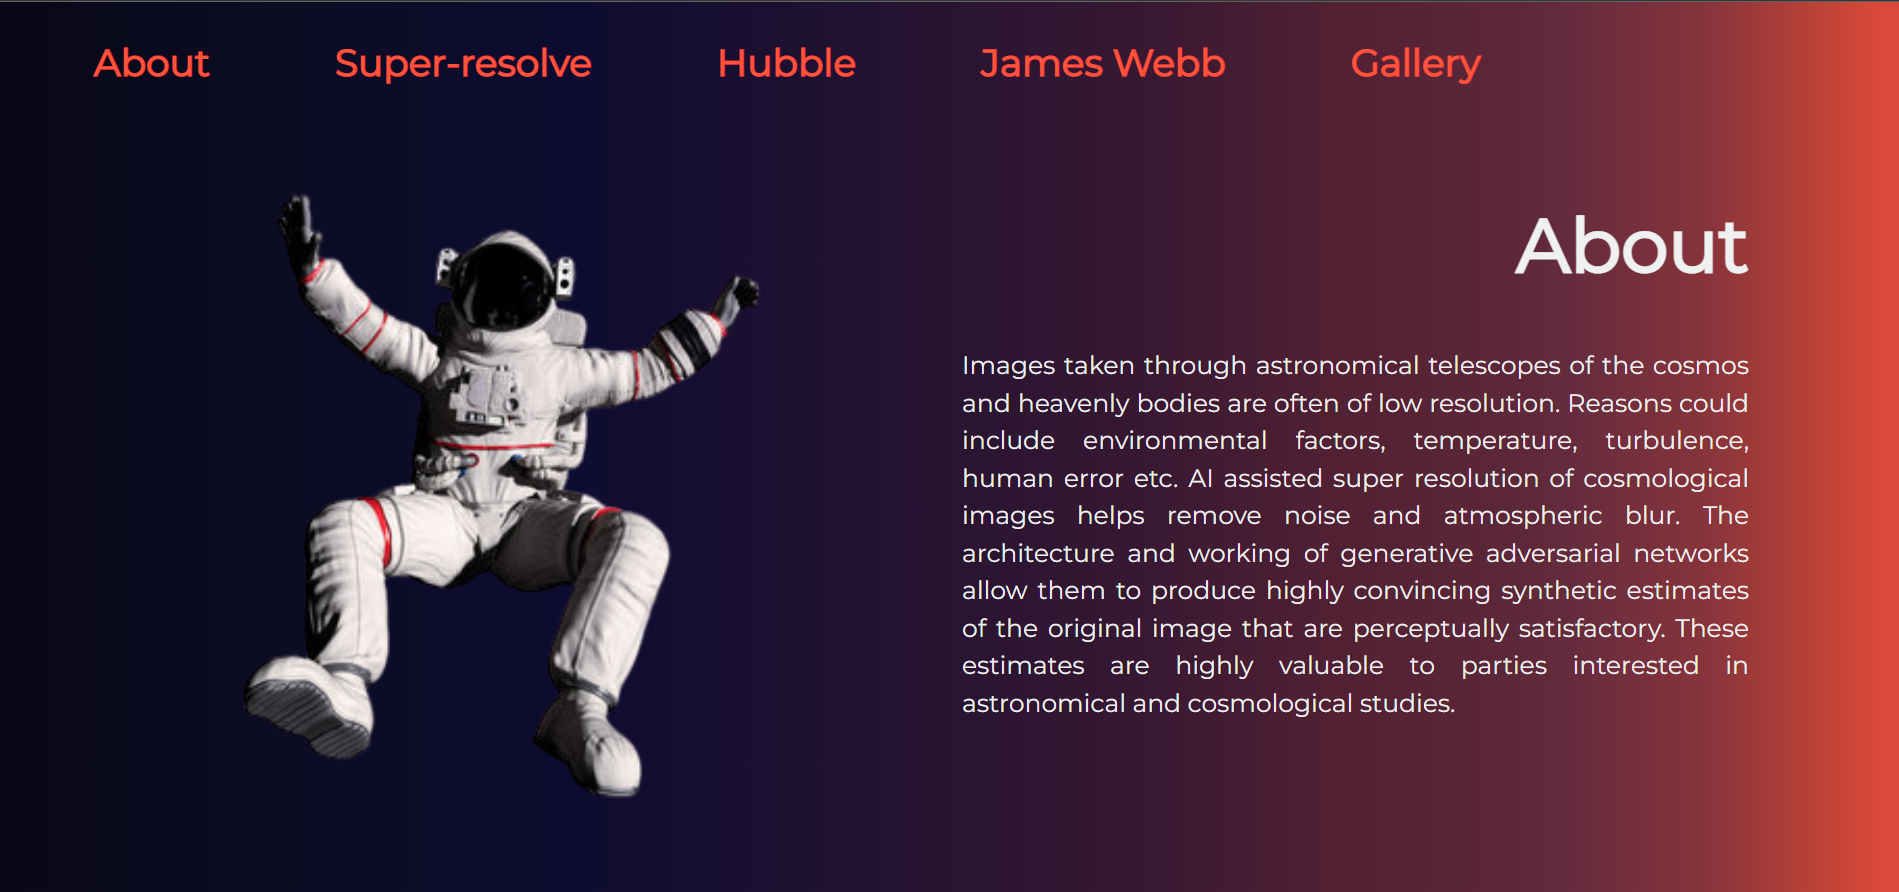 About Super-resolve Hubble James Webb Gallery
About
Images taken through astronomical telescopes of the cosmos
and heavenly bodies are often of low resolution. Reasons could
include environmental factors, temperature, turbulence,
human error etc. AI assisted super resolution of cosmological
images helps remove noise and atmospheric blur. The
architecture and working of generative adversarial networks
allow them to produce highly convincing synthetic estimates
of the original image that are perceptually satisfactory. These
estimates are highly valuable to parties interested in
astronomical and cosmological studies.